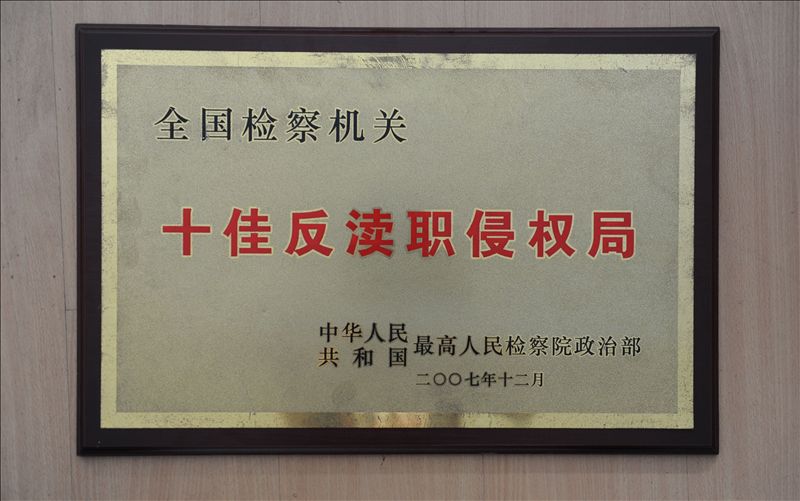 全国检察机关
十佳反渎职侵权局
中华人民共和国最高人民检察院政治部
二〇〇七年十二月